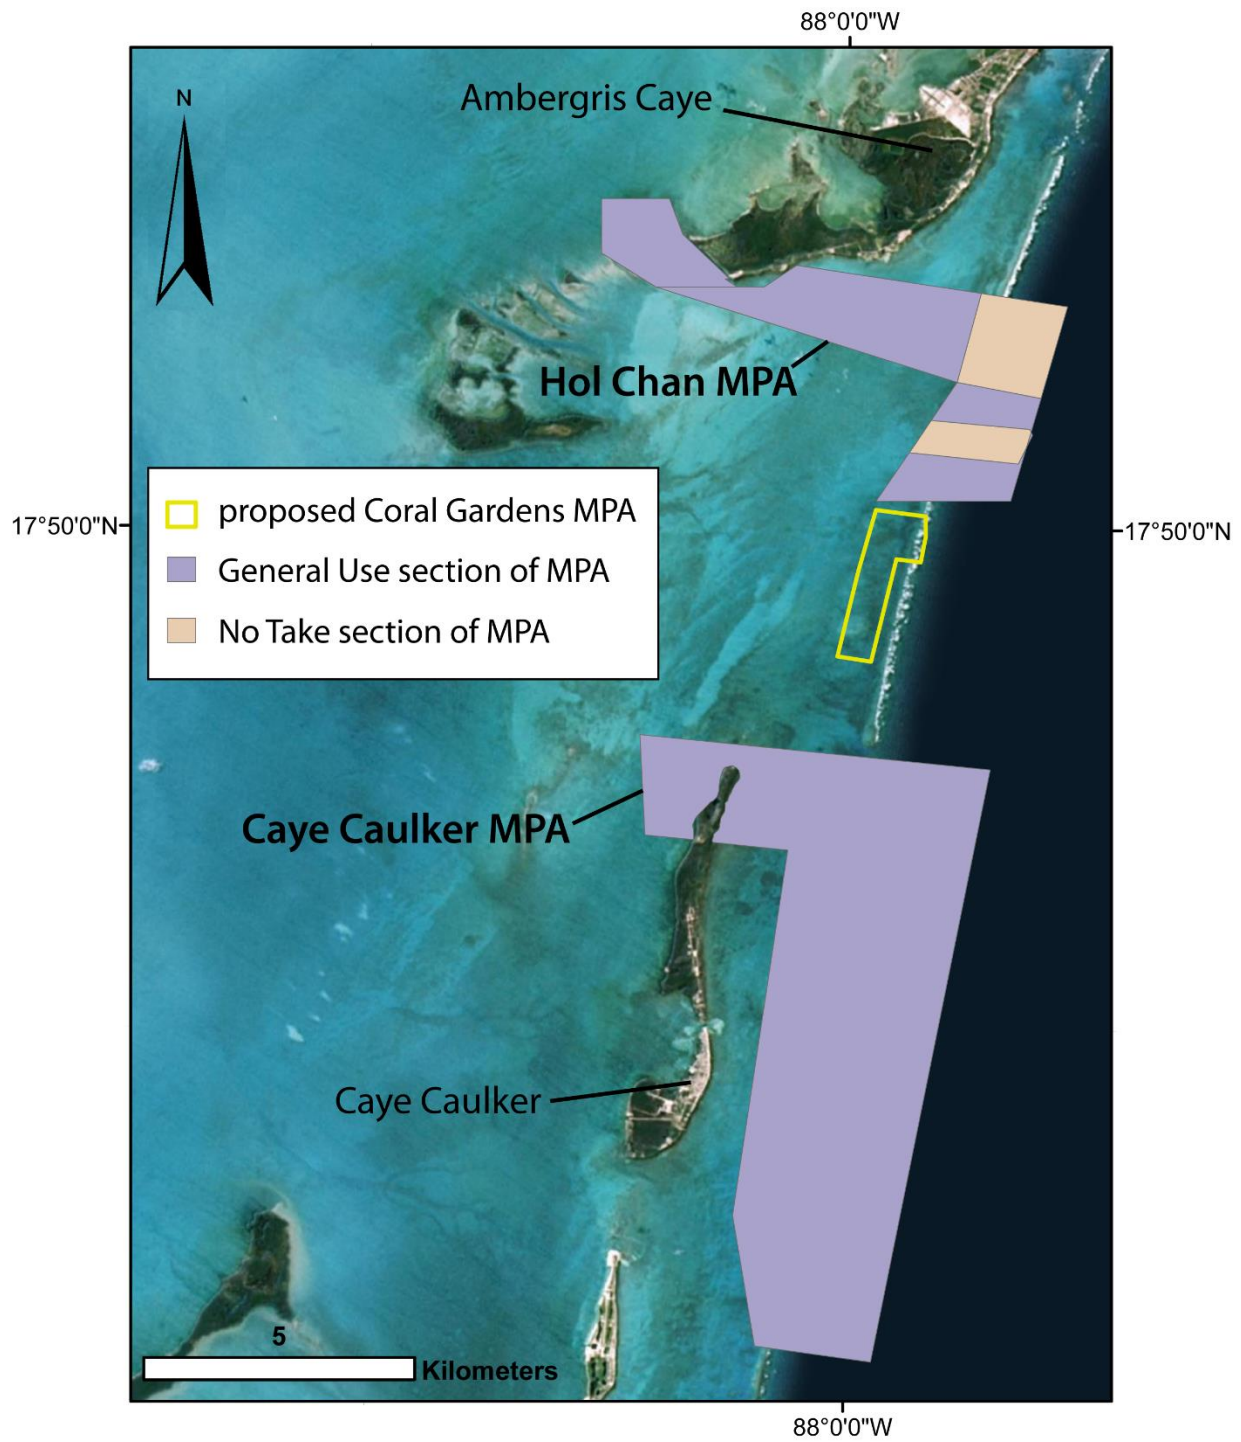 88°0'0"W
N
Ambergris Caye
Hol Chan MPA
proposed Coral Gardens MPA
17°50'0"N
17°50'0"N
General Use section of MPA
No Take section of MPA
Caye Caulker MPA
Caye Caulker
5
Kilometers
88°0'0"W